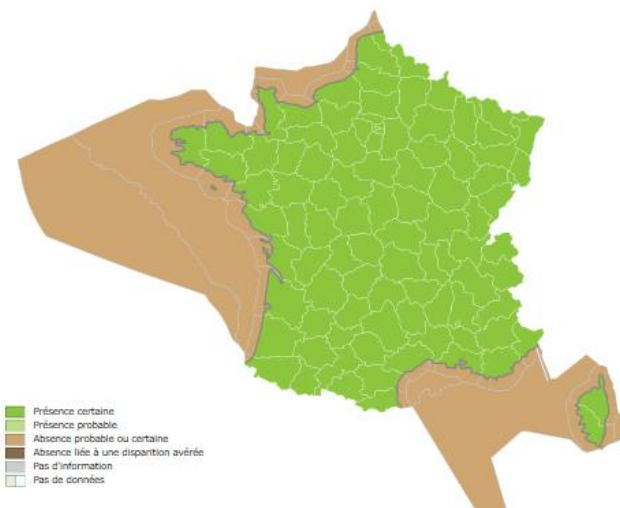 Présence certaine
Présence probable
Absence probable ou certaine
Absence liée à une disparition avérée
Pas d'information
Pas de données